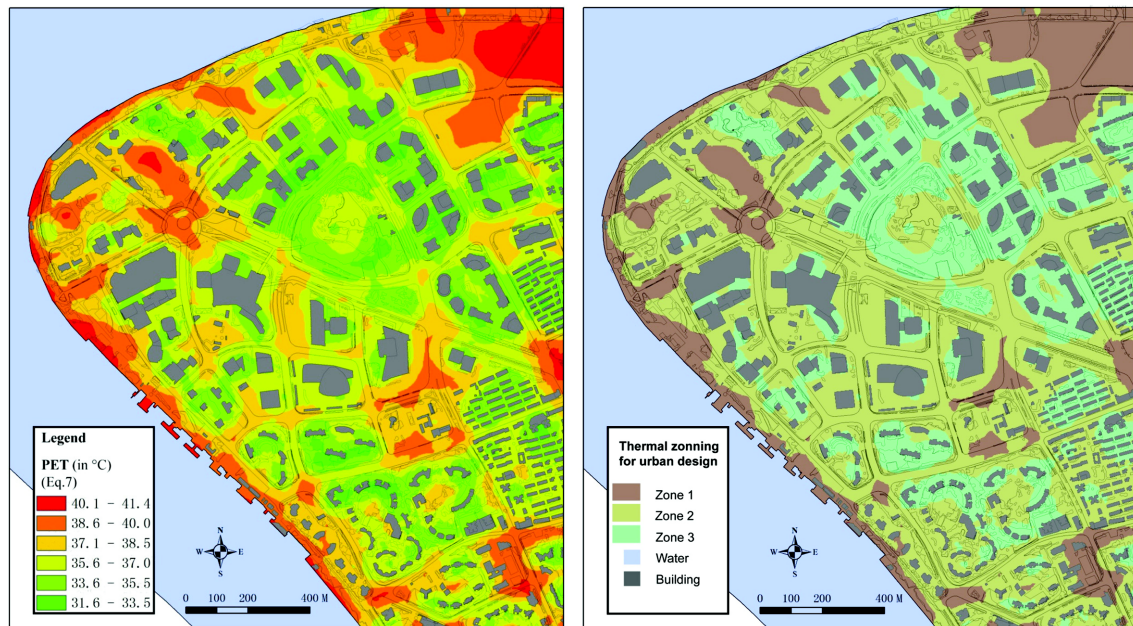 Legend
PET (in °C)
(Eq.7)
40.1 - 41.4
38.6 - 40.0
37.1 - 38.5
35.6 - 37.0
33.6 - 35.5
31.6 - 33.5
N
W E
S
0 100 200 400 M
Thermal zonning
for urban design
Zone 1
Zone 2
Zone 3
Water
Building
N
W E
S
0 100 200 400 M